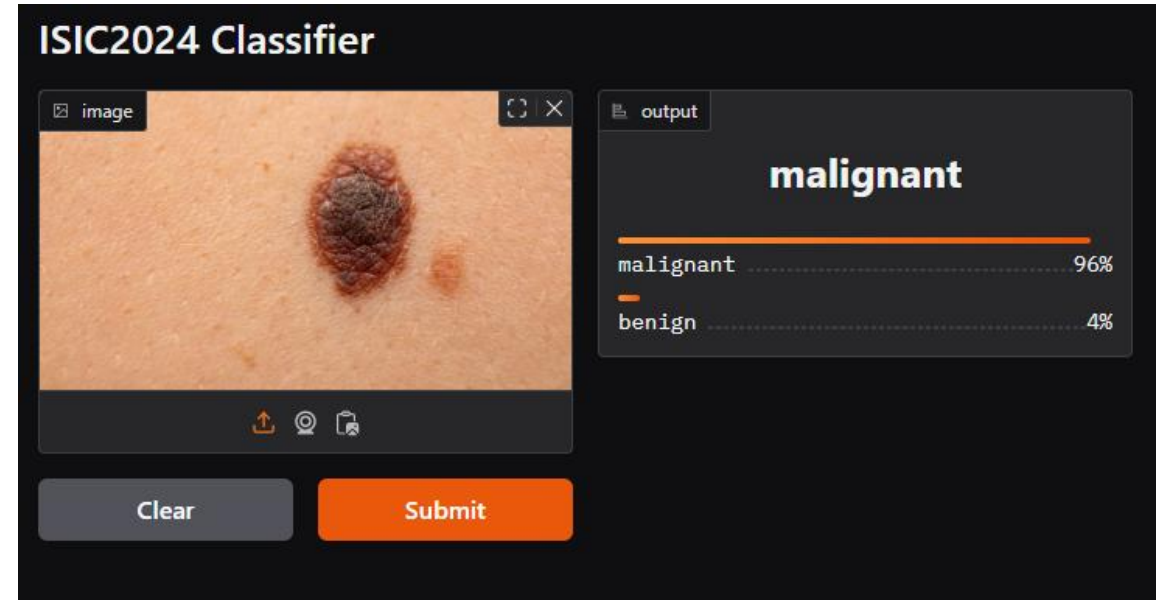 ISIC2024 Classifier
image
output
malignant
malignant 96%
benign 4%
Clear
Submit